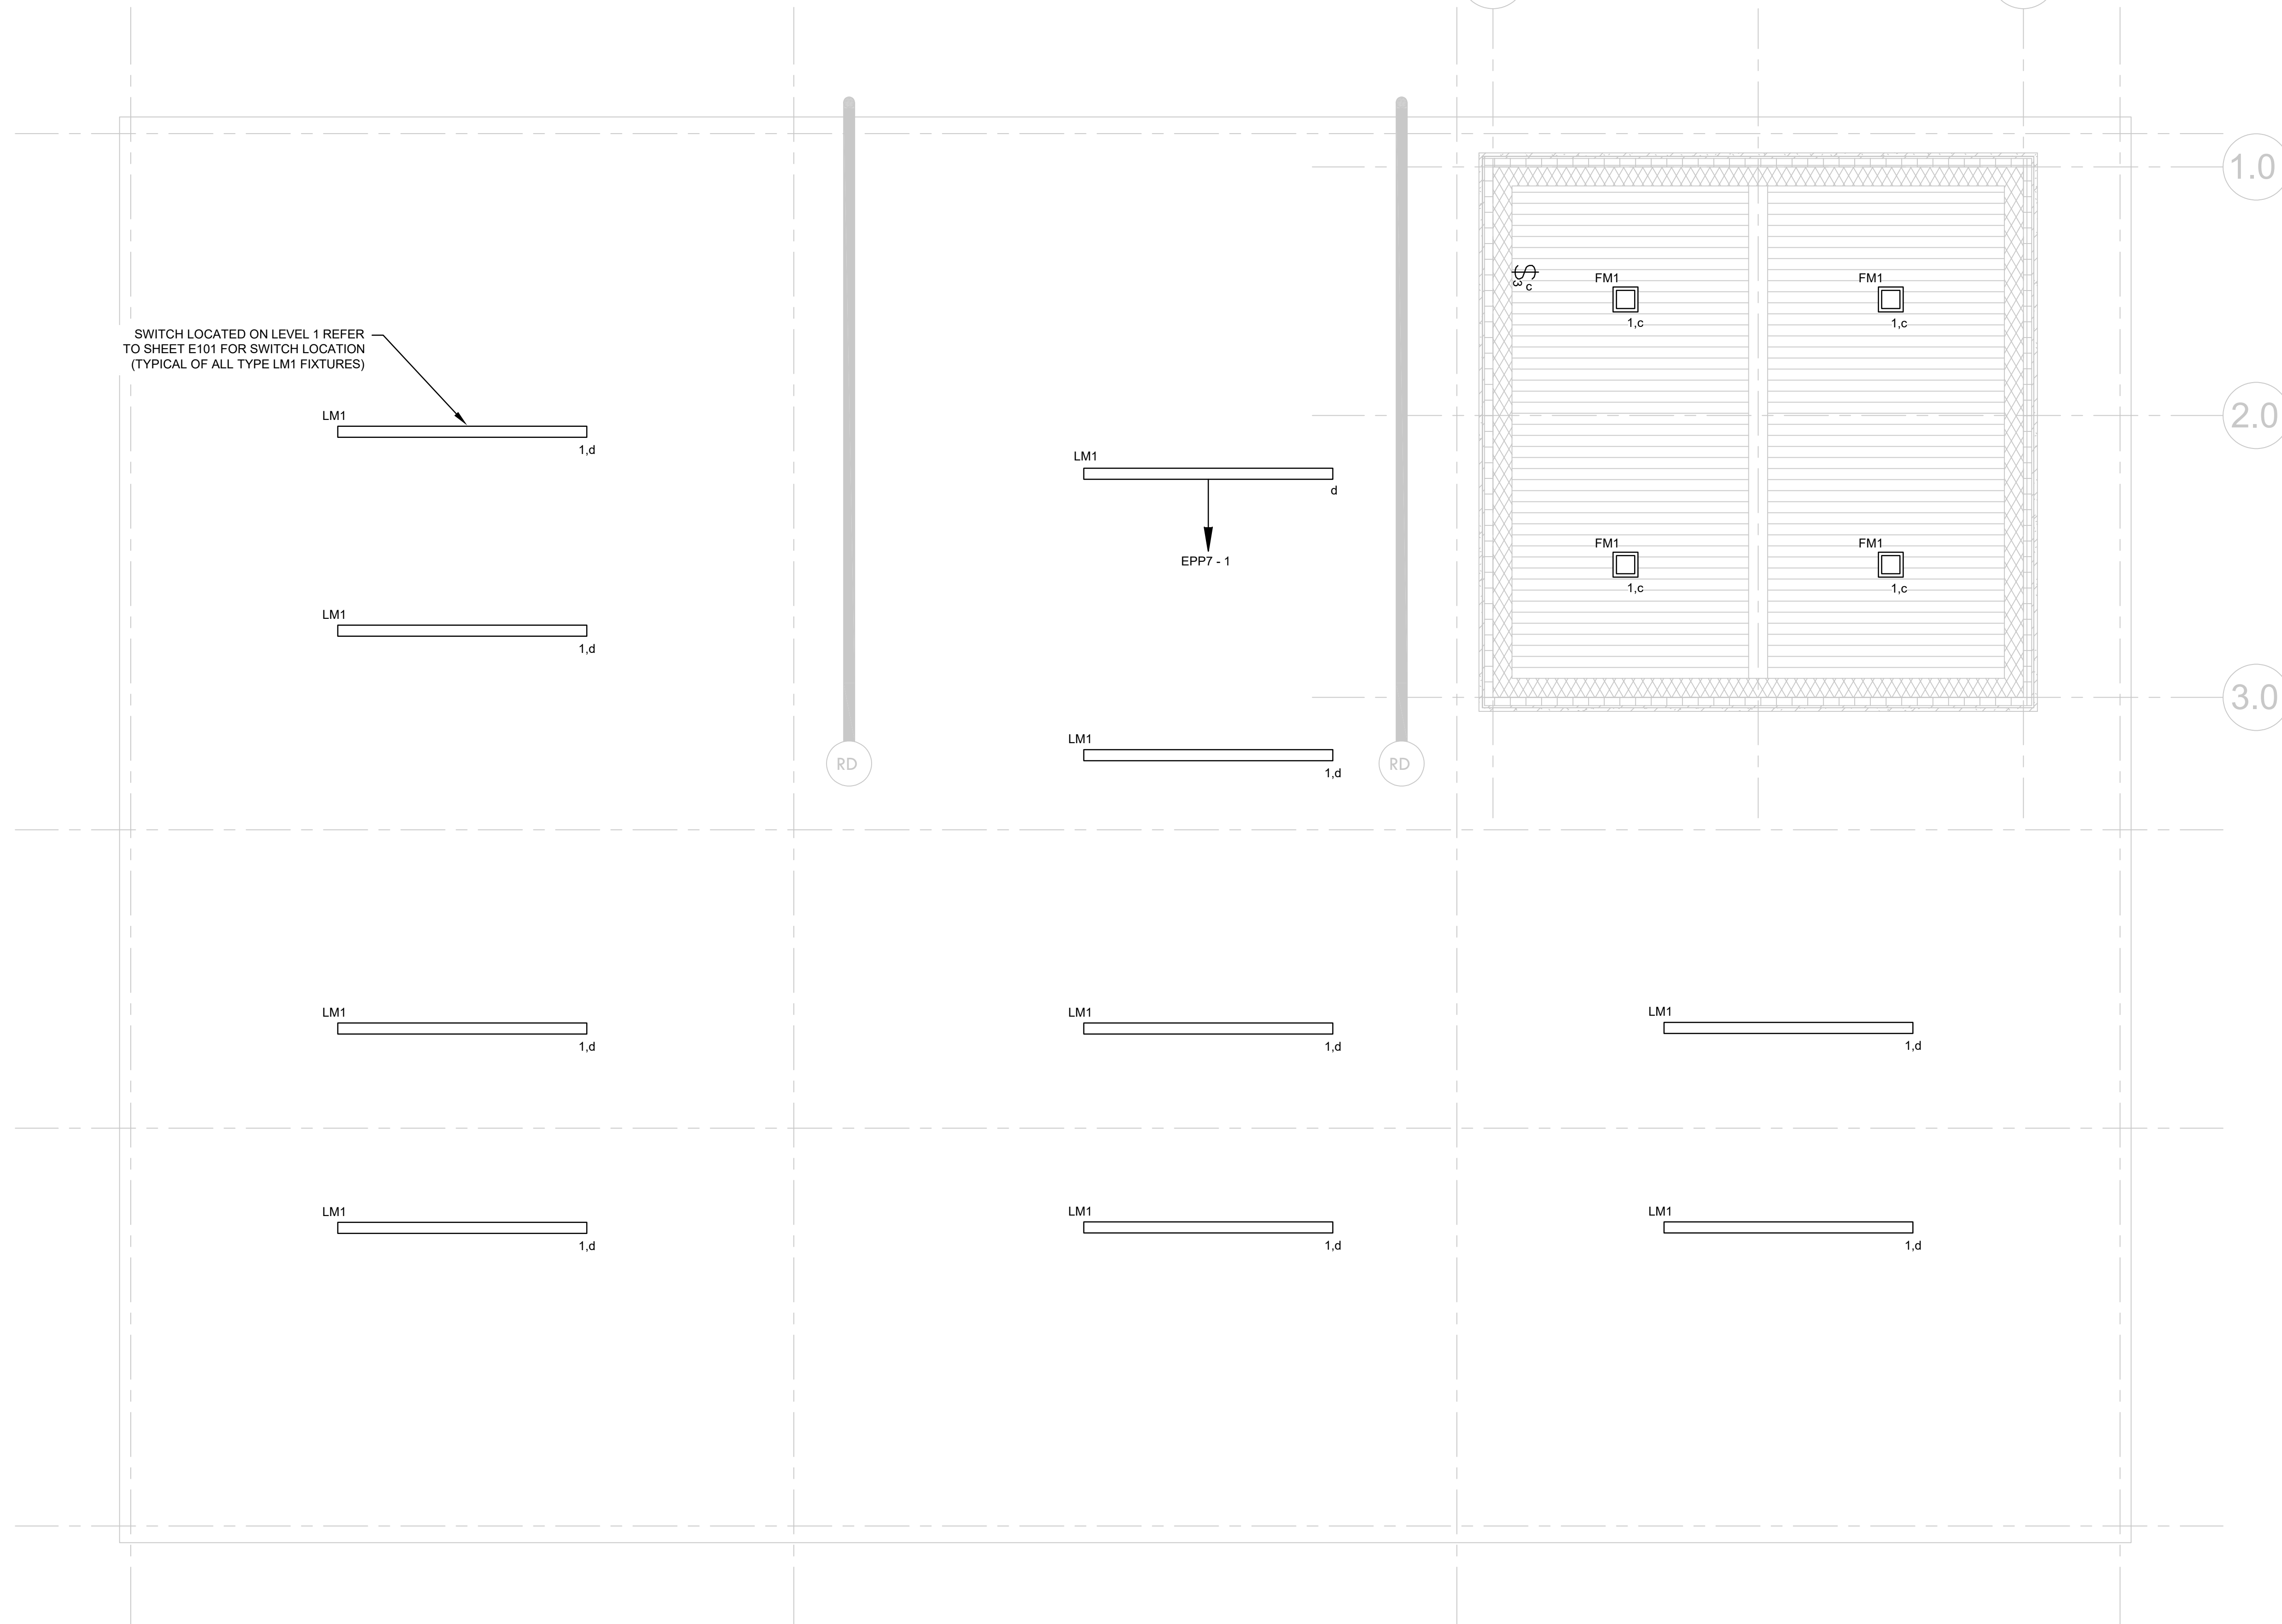 1.0
FM1
FM1
$
3
c
1,c
1,c
SWITCH LOCATED ON LEVEL 1 REFER
TO SHEET E101 FOR SWITCH LOCATION
(TYPICAL OF ALL TYPE LM1 FIXTURES)
2.0
LM1
1,d
LM1
d
EPP7 - 1
FM1
FM1
1,c
1,c
LM1
1,d
3.0
LM1
1,d
RD
RD
LM1
1,d
LM1
1,d
LM1
1,d
LM1
1,d
LM1
1,d
LM1
1,d